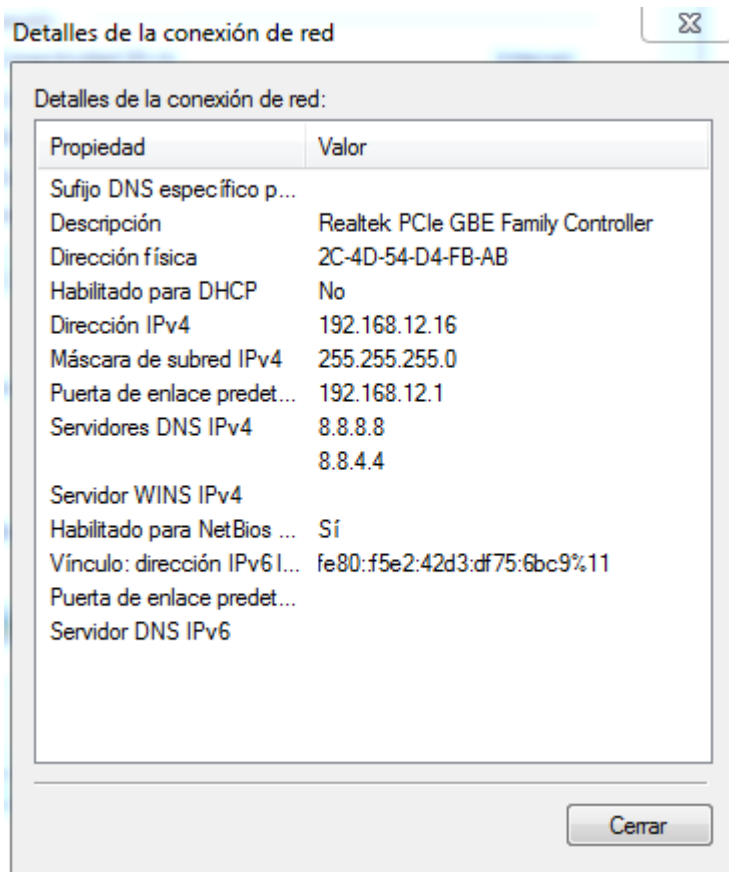 Detalles de la conexión de red
Detalles de la conexión de red:
Propiedad Valor
Sufijo DNS específico p...
Descripción Realtek PCIe GBE Family Controller
Dirección física 2C-4D-54-D4-FB-AB
Habilitado para DHCP No
Dirección IPv4 192.168.12.16
Máscara de subred IPv4 255.255.255.0
Puerta de enlace predet... 192.168.12.1
Servidores DNS IPv4 8.8.8.8
8.8.4.4
Servidor WINS IPv4
Habilitado para NetBios ... Sí
Vínculo: dirección IPv6 l... fe80::f5e2:42d3:df75:6bc9%11
Puerta de enlace predet...
Servidor DNS IPv6
Cerrar